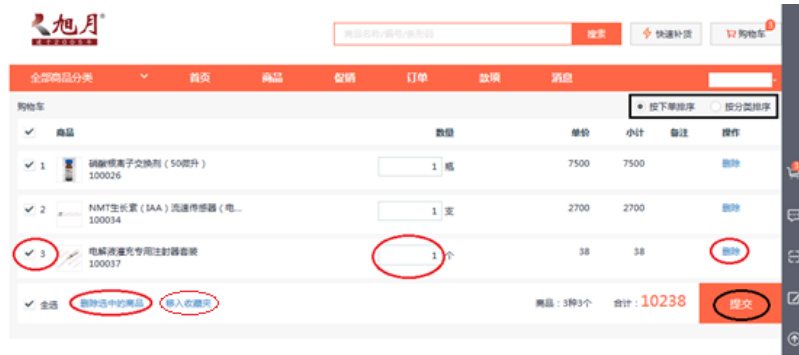 旭月
商品名称/编号/条形码 搜索 快速补货 购物车 3
全部商品分类 首页 商品 促销 订单 款项 消息
购物车 按下单排序 按分类排序
商品 数量 单价 小计 备注 操作
1 硝酸根离子交换剂（50微升） 1 瓶 7500 7500 删除
100026
2 NMT生长素（IAA）流速传感器（电... 1 支 2700 2700 删除
100034
3 电解液灌充专用注射器套装 1 个 38 38 删除
100037
全选 删除选中的商品 移入收藏夹 商品：3种3个 合计：10238 提交